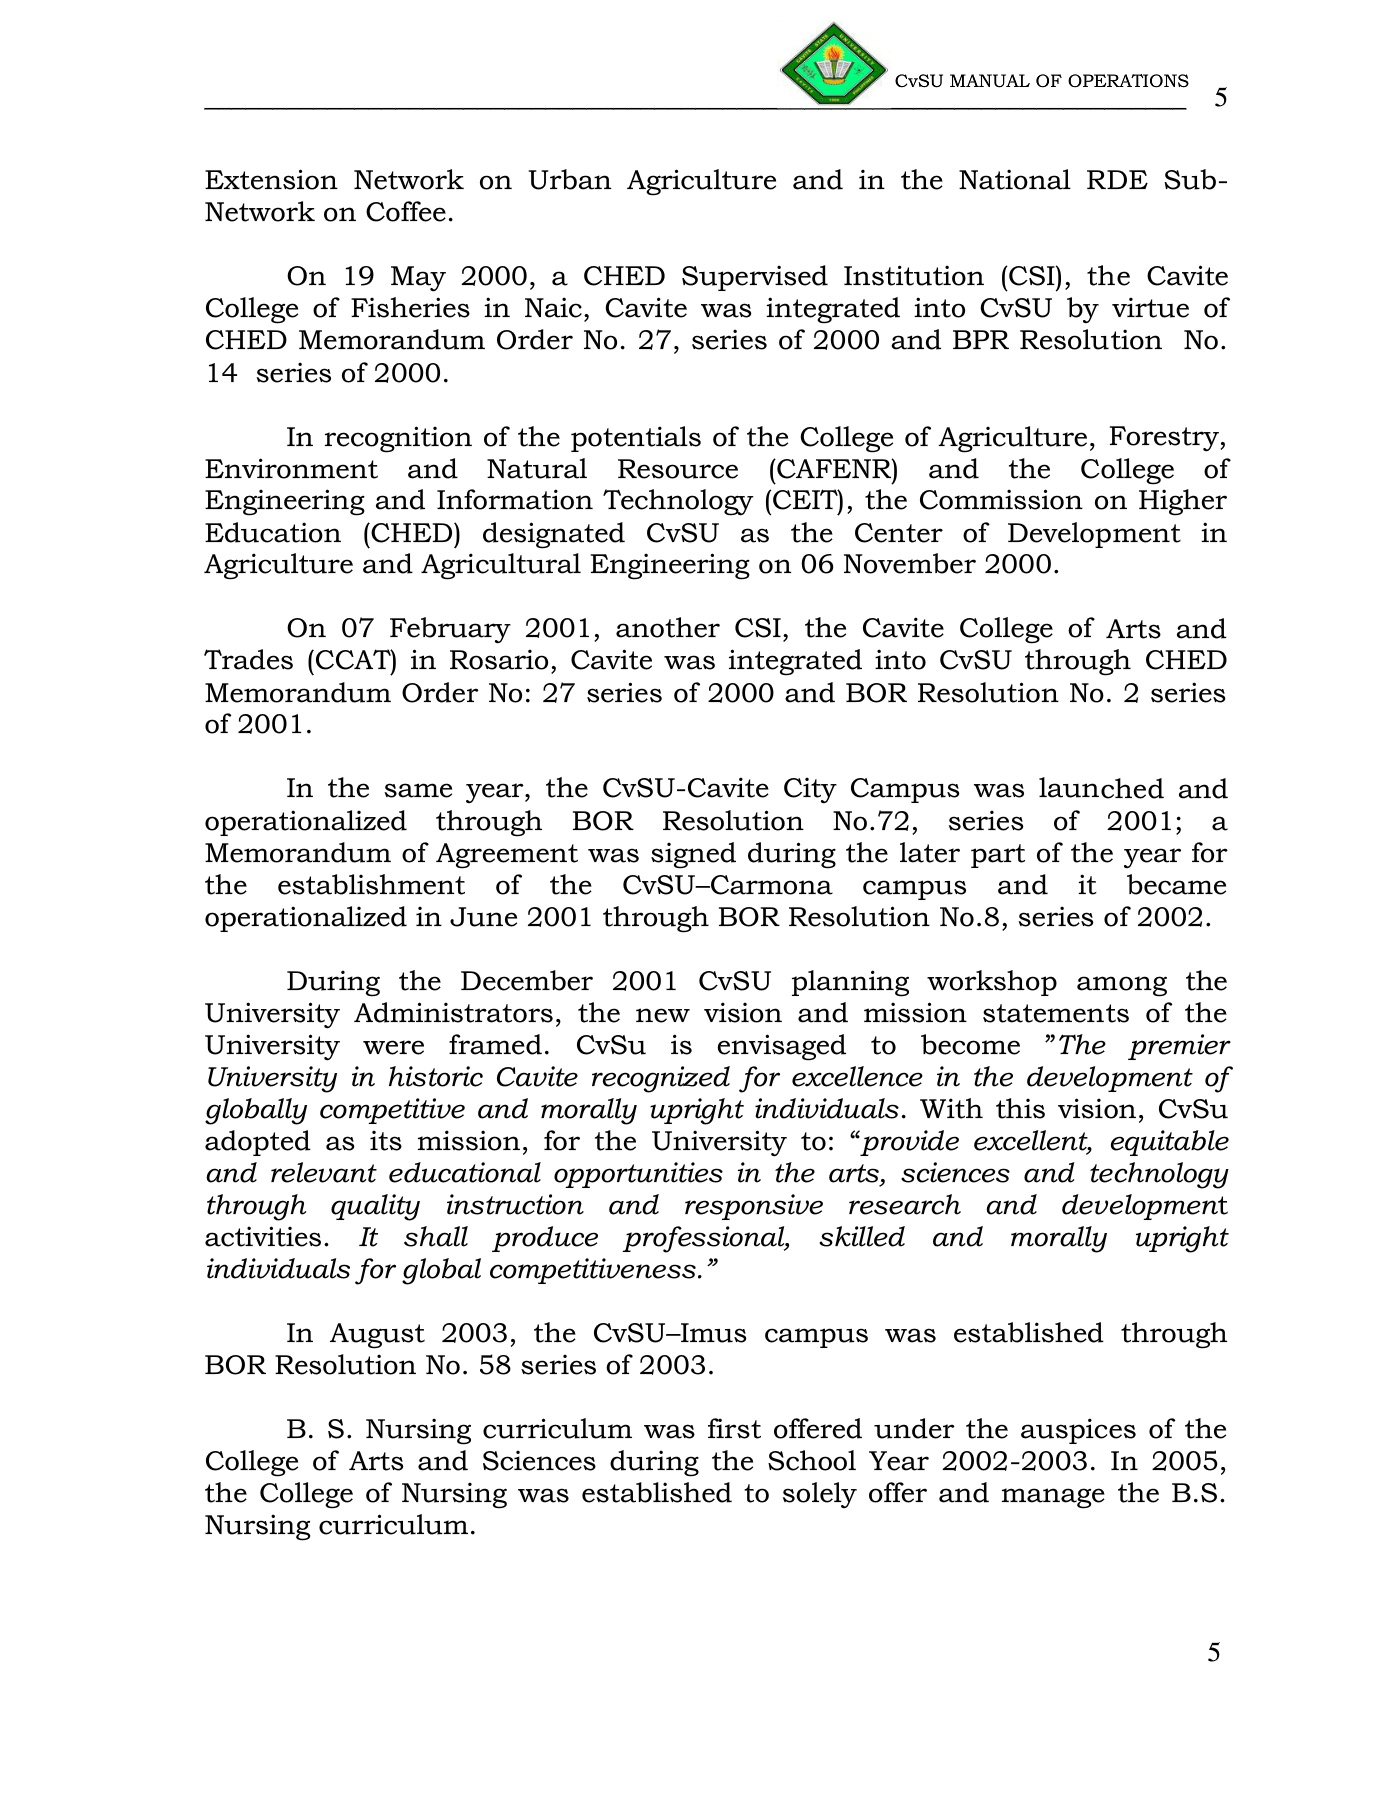 CvSU MANUAL OF OPERATIONS
5
Extension Network on Urban Agriculture and in the National RDE Sub-
Network on Coffee.
On 19 May 2000, a CHED Supervised Institution (CSI), the Cavite
College of Fisheries in Naic, Cavite was integrated into CvSU by virtue of
CHED Memorandum Order No. 27, series of 2000 and BPR Resolution No.
14 series of 2000.
In recognition of the potentials of the College of Agriculture, Forestry,
Environment and Natural Resource (CAFENR) and the College of
Engineering and Information Technology (CEIT), the Commission on Higher
Education (CHED) designated CvSU as the Center of Development in
Agriculture and Agricultural Engineering on 06 November 2000.
On 07 February 2001, another CSI, the Cavite College of Arts and
Trades (CCAT) in Rosario, Cavite was integrated into CvSU through CHED
Memorandum Order No: 27 series of 2000 and BOR Resolution No. 2 series
of 2001.
In the same year, the CvSU-Cavite City Campus was launched and
operationalized through BOR Resolution No.72, series of 2001; a
Memorandum of Agreement was signed during the later part of the year for
the establishment of the CvSU–Carmona campus and it became
operationalized in June 2001 through BOR Resolution No.8, series of 2002.
During the December 2001 CvSU planning workshop among the
University Administrators, the new vision and mission statements of the
University were framed. CvSu is envisaged to become ”The premier
University in historic Cavite recognized for excellence in the development of
globally competitive and morally upright individuals. With this vision, CvSu
adopted as its mission, for the University to: “provide excellent, equitable
and relevant educational opportunities in the arts, sciences and technology
through quality instruction and responsive research and development
activities. It shall produce professional, skilled and morally upright
individuals for global competitiveness.”
In August 2003, the CvSU–Imus campus was established through
BOR Resolution No. 58 series of 2003.
B. S. Nursing curriculum was first offered under the auspices of the
College of Arts and Sciences during the School Year 2002-2003. In 2005,
the College of Nursing was established to solely offer and manage the B.S.
Nursing curriculum.
5